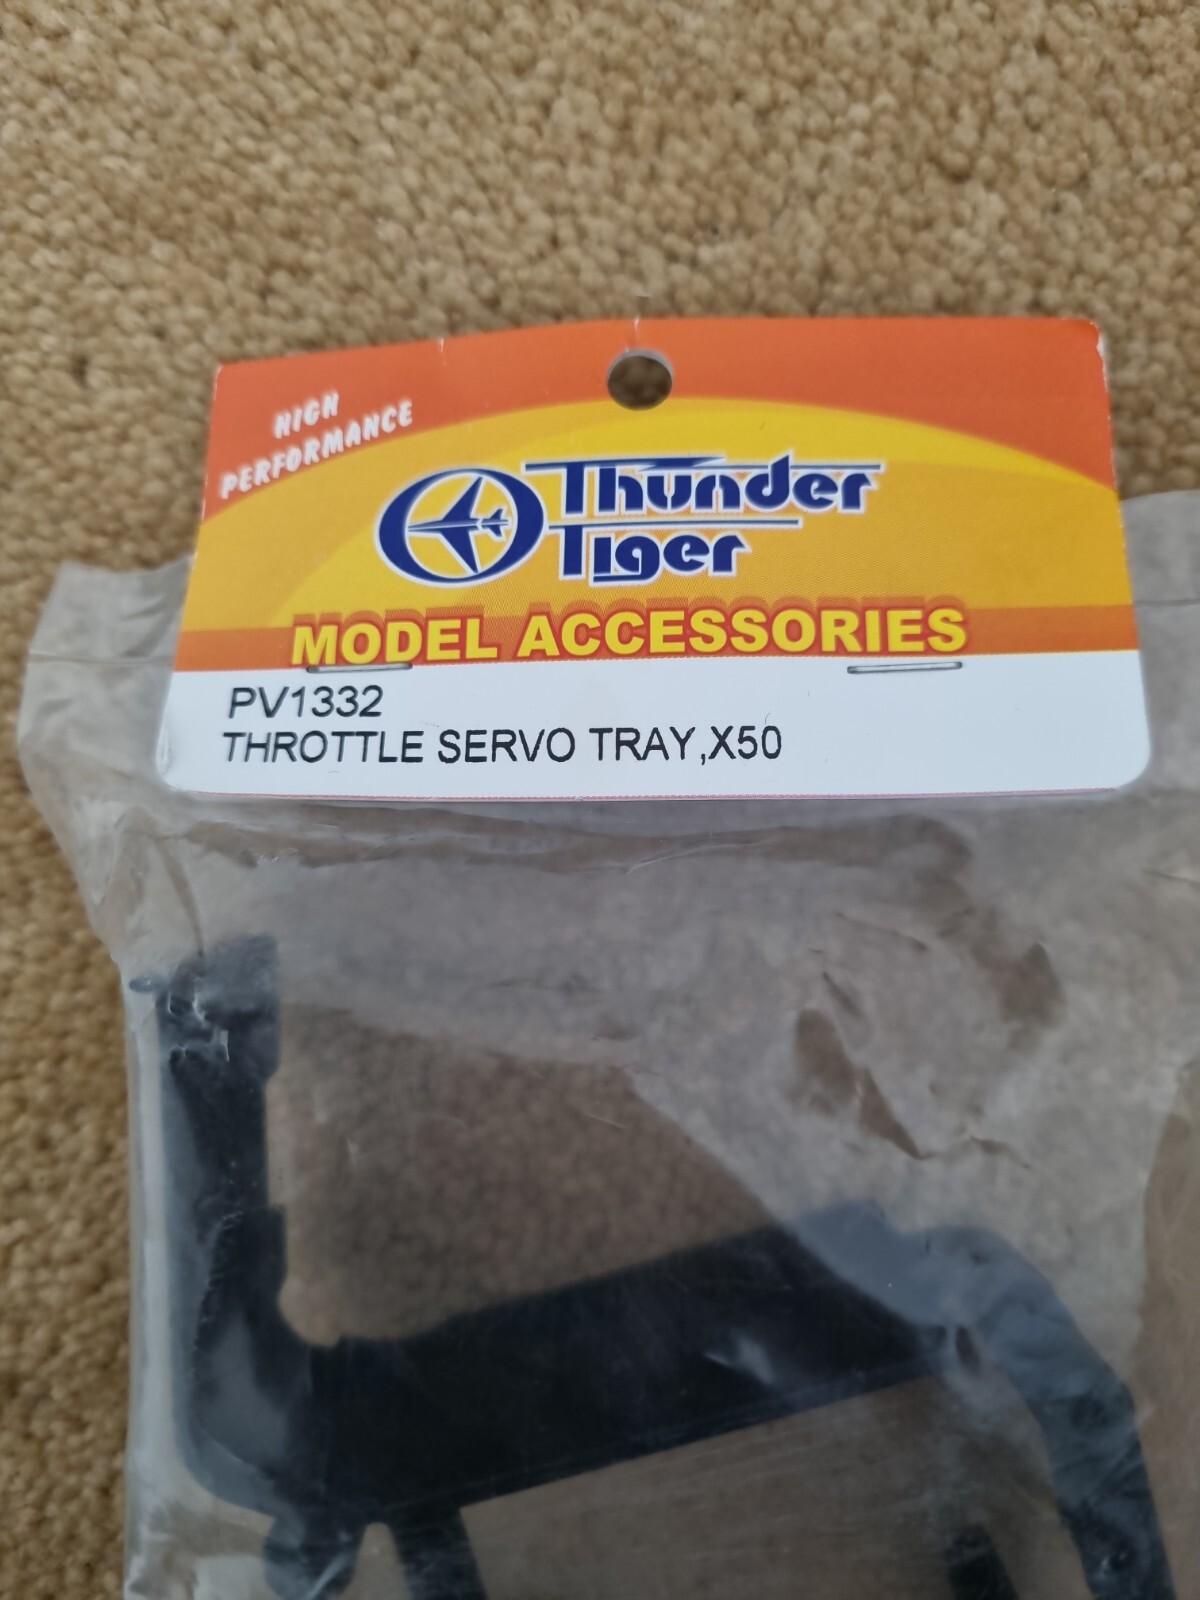 HIGH
PERFORMANCE
Thunder
Tiger
MODEL ACCESSORIES
PV1332
THROTTLE SERVO TRAY,X50